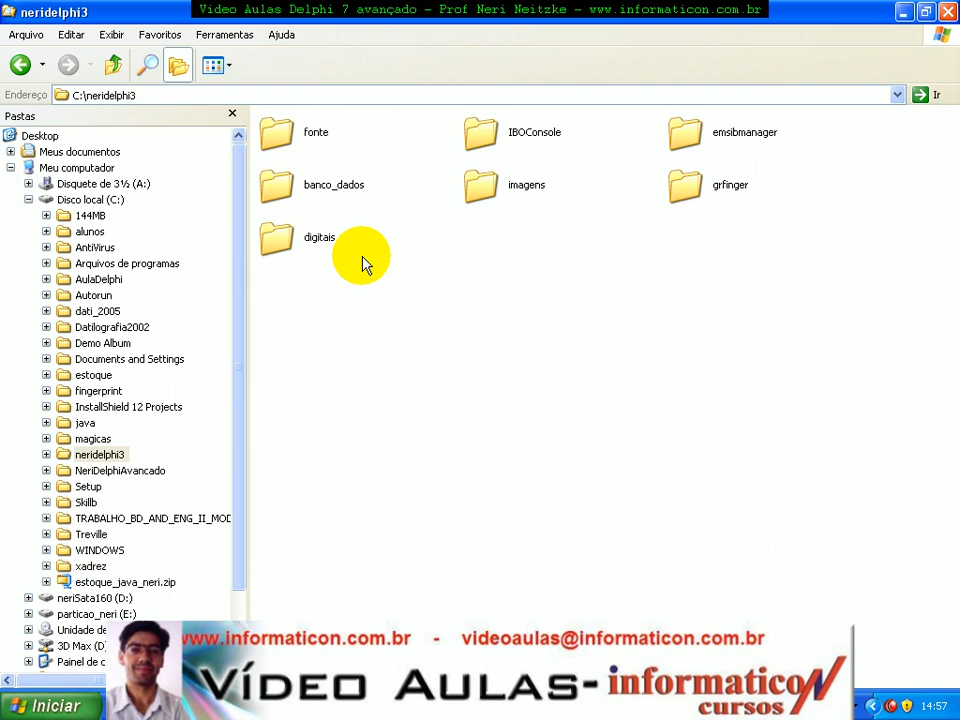 neridelphi3
Video Aulas Delphi 7 avançado - Prof Neri Neitzke - www.informaticon.com.br
Arquivo Editar Exibir Favoritos Ferramentas Ajuda
Endereço C:\neridelphi3 Ir
Pastas
Desktop
Meus documentos
Meu computador
Disquete de 3½ (A:)
Disco local (C:)
144MB
alunos
AntiVirus
Arquivos de programas
AulaDelphi
Autorun
dati_2005
Datilografia2002
Demo Album
Documents and Settings
estoque
fingerprint
InstallShield 12 Projects
java
magicas
neridelphi3
NeriDelphiAvancado
Setup
Skillb
TRABALHO_BD_AND_ENG_II_MOD
Treville
WINDOWS
xadrez
estoque_java_neri.zip
neriSata160 (D:)
particao_neri (E:)
Unidade de
3D Max (D
Painel de c
fonte IBOConsole emsibmanager
banco_dados imagens grfinger
digitais
www.informaticon.com.br - videoaulas@informaticon.com.br
VÍDEO AULAS- informaticon
cursos
Iniciar
14:57